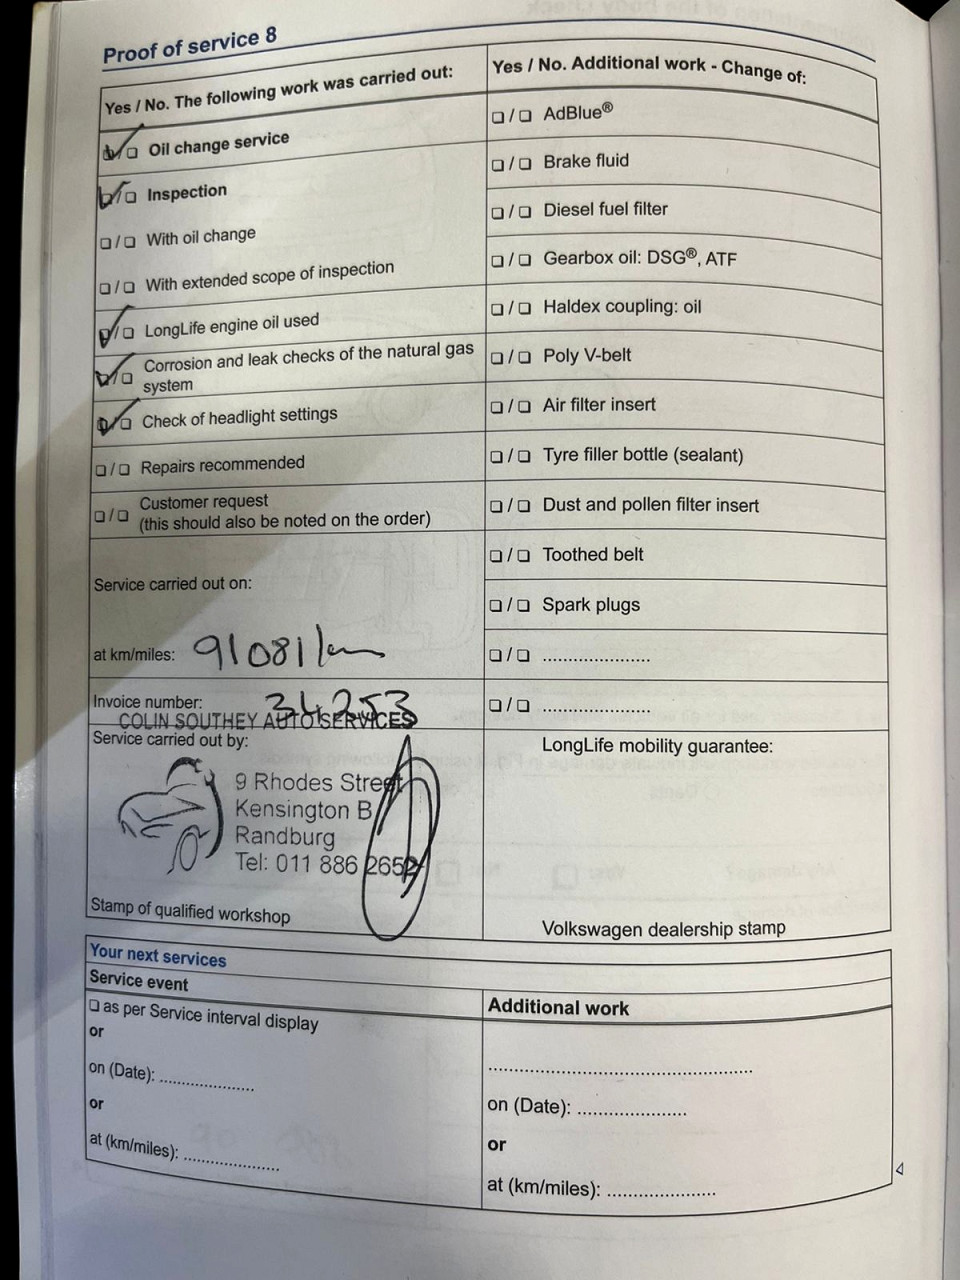 Proof of service 8
Yes / No. The following work was carried out:
☑/☐ Oil change service
☑/☐ Inspection
☐/☐ With oil change
☐/☐ With extended scope of inspection
☑/☐ LongLife engine oil used
☑/☐ Corrosion and leak checks of the natural gas
system
☑/☐ Check of headlight settings
☐/☐ Repairs recommended
☐/☐ Customer request
(this should also be noted on the order)
Service carried out on:
at km/miles: 91081 km
Invoice number: 34253
COLIN SOUTHEY AUTO SERVICES
Service carried out by:
9 Rhodes Street
Kensington B
Randburg
Tel: 011 886 2652
Stamp of qualified workshop
Yes / No. Additional work - Change of:
☐/☐ AdBlue®
☐/☐ Brake fluid
☐/☐ Diesel fuel filter
☐/☐ Gearbox oil: DSG®, ATF
☐/☐ Haldex coupling: oil
☐/☐ Poly V-belt
☐/☐ Air filter insert
☐/☐ Tyre filler bottle (sealant)
☐/☐ Dust and pollen filter insert
☐/☐ Toothed belt
☐/☐ Spark plugs
☐/☐ .....................
☐/☐ .....................
LongLife mobility guarantee:
Volkswagen dealership stamp
Your next services
Service event
☐ as per Service interval display
or
on (Date): ...................
or
at (km/miles): ...................
Additional work
.....................................................
on (Date): ......................
or
at (km/miles): ......................